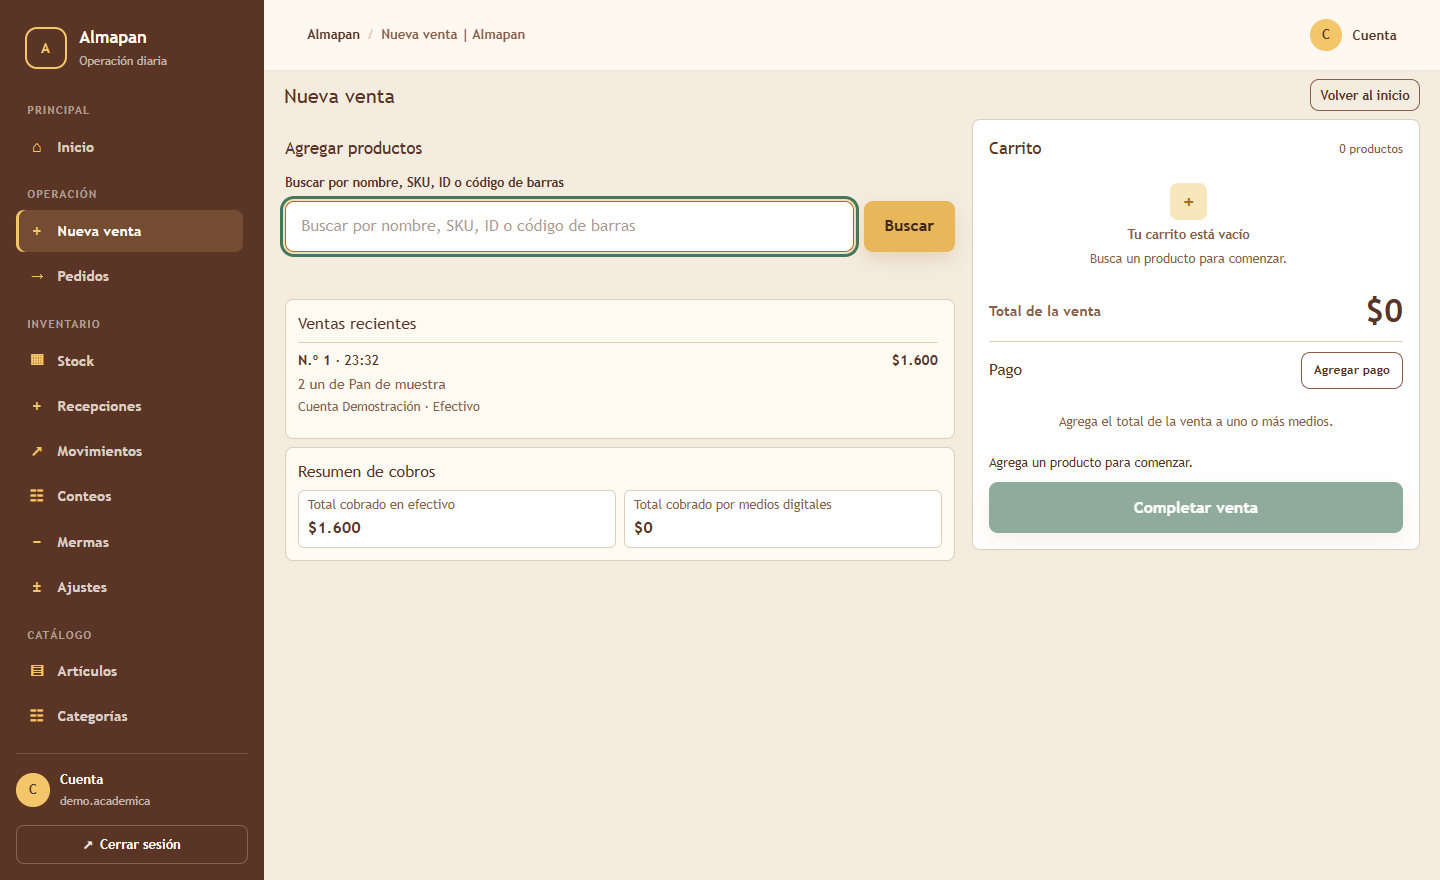 A
Almapan
Operación diaria
PRINCIPAL
⌂ Inicio
OPERACIÓN
+ Nueva venta
→ Pedidos
INVENTARIO
▦ Stock
+ Recepciones
↗ Movimientos
☷ Conteos
− Mermas
± Ajustes
CATÁLOGO
▤ Artículos
☷ Categorías
C
Cuenta
demo.academica
↗ Cerrar sesión
Almapan / Nueva venta | Almapan
C Cuenta
Nueva venta
Volver al inicio
Agregar productos
Buscar por nombre, SKU, ID o código de barras
Buscar por nombre, SKU, ID o código de barras
Buscar
Ventas recientes
N.º 1 · 23:32 $1.600
2 un de Pan de muestra
Cuenta Demostración · Efectivo
Resumen de cobros
Total cobrado en efectivo
$1.600
Total cobrado por medios digitales
$0
Carrito 0 productos
+
Tu carrito está vacío
Busca un producto para comenzar.
Total de la venta $0
Pago Agregar pago
Agrega el total de la venta a uno o más medios.
Agrega un producto para comenzar.
Completar venta